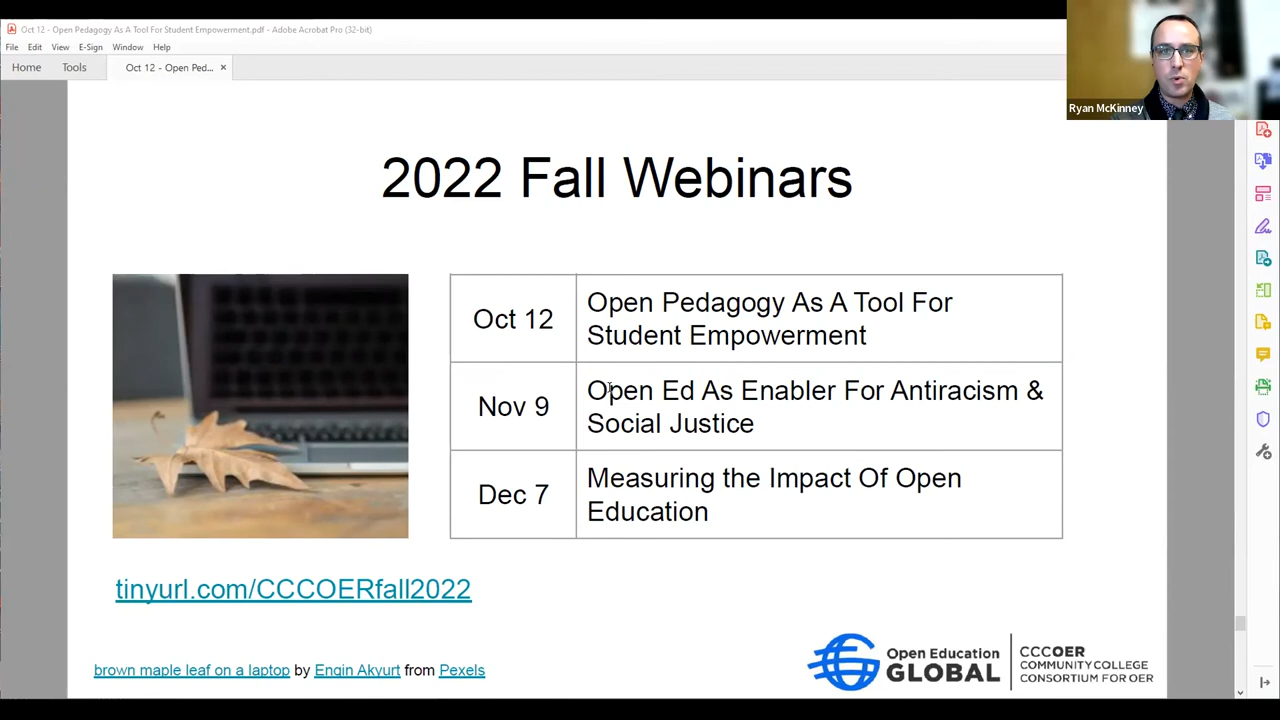 Oct 12 - Open Pedagogy As A Tool For Student Empowerment.pdf - Adobe Acrobat Pro (32-bit)
File Edit View E-Sign Window Help
Home Tools Oct 12 - Open Ped... ×
Ryan McKinney
2022 Fall Webinars
Oct 12
Open Pedagogy As A Tool For
Student Empowerment
Nov 9
Open Ed As Enabler For Antiracism &
Social Justice
Dec 7
Measuring the Impact Of Open
Education
tinyurl.com/CCCOERfall2022
brown maple leaf on a laptop by Engin Akyurt from Pexels
Open Education
GLOBAL
CCCOER
COMMUNITY COLLEGE
CONSORTIUM FOR OER